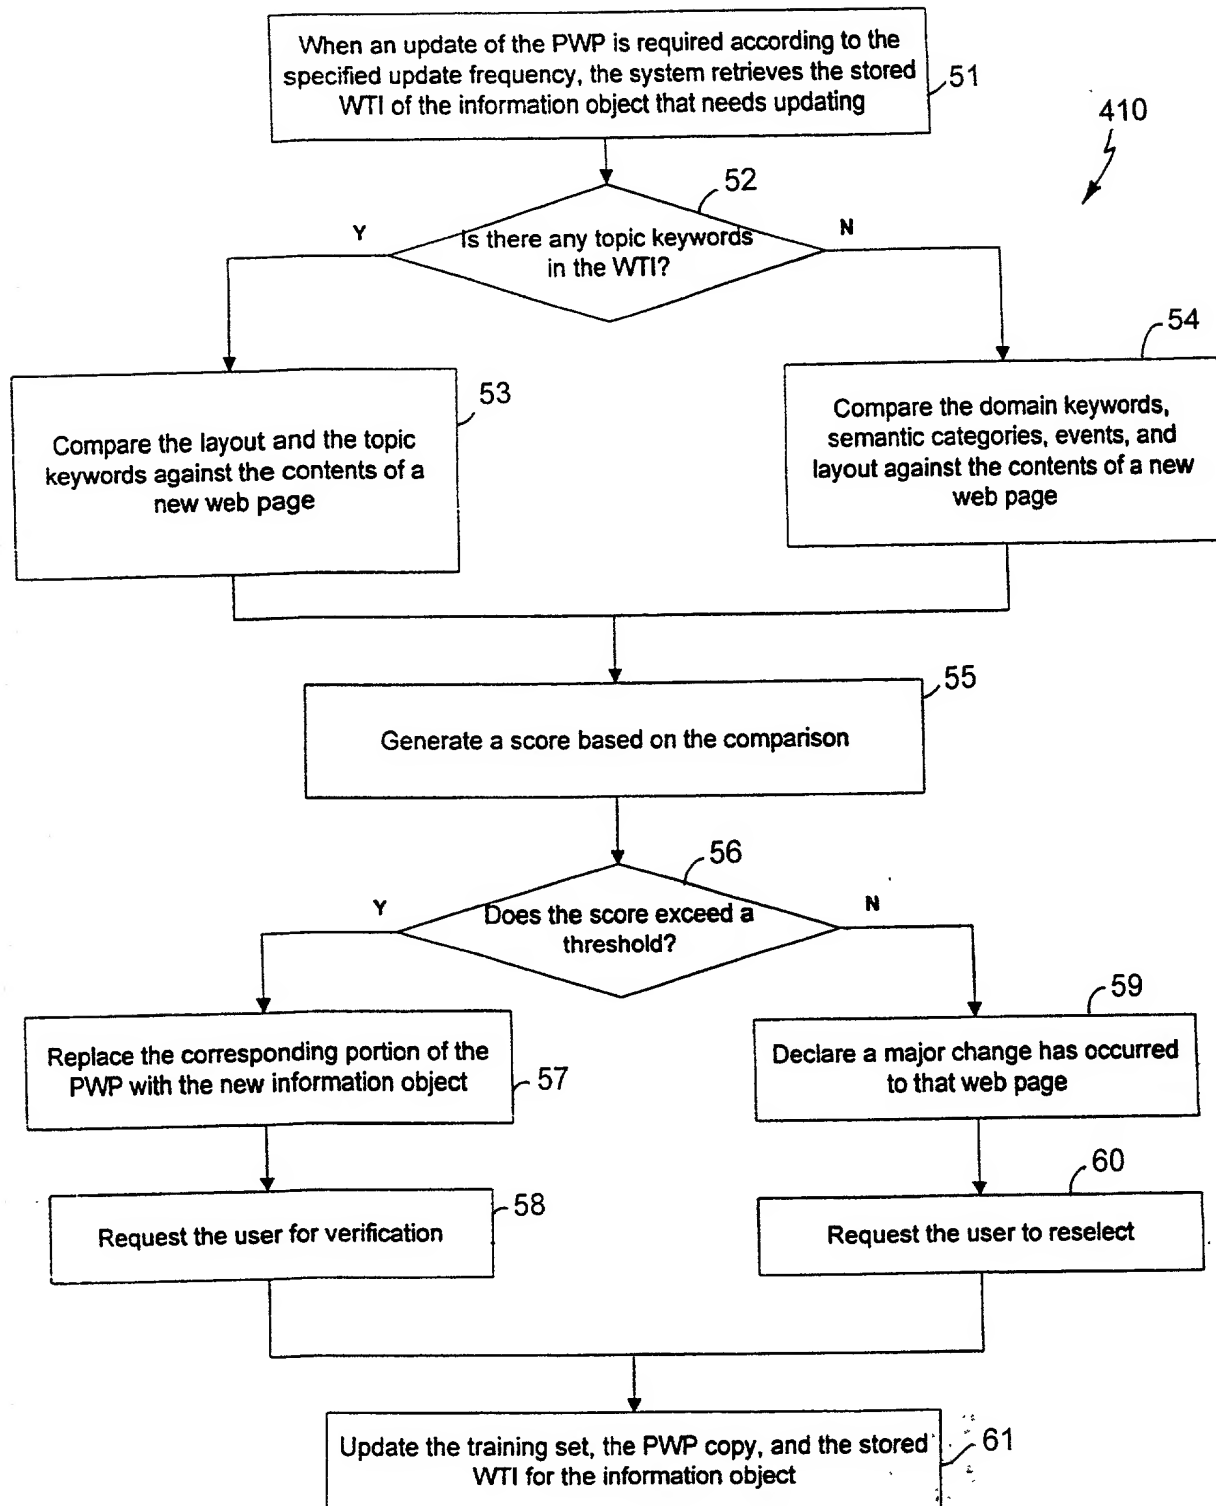 When an update of the PWP is required according to the
specified update frequency, the system retrieves the stored
WTI of the information object that needs updating
51
410
52
Y
Is there any topic keywords
in the WTI?
N
54
53
Compare the layout and the topic
keywords against the contents of a
new web page
Compare the domain keywords,
semantic categories, events, and
layout against the contents of a new
web page
55
Generate a score based on the comparison
56
Y
Does the score exceed a
threshold?
N
59
Replace the corresponding portion of the
PWP with the new information object
57
Declare a major change has occurred
to that web page
60
58
Request the user for verification
Request the user to reselect
Update the training set, the PWP copy, and the stored
WTI for the information object
61